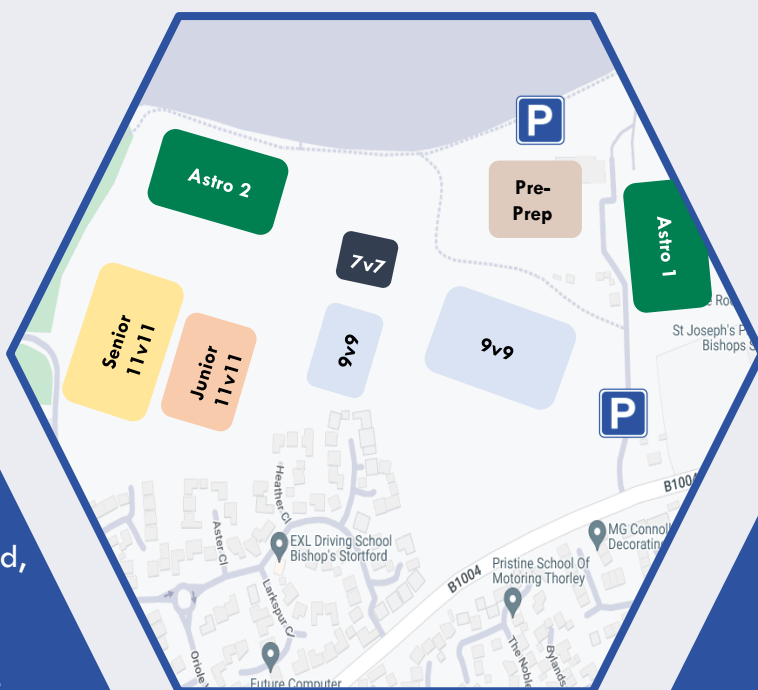 P
Astro 2
Pre-
Prep
Astro 1
7v7
Senior
11v11
Junior
11v11
9v9
9v9
St Joseph's
Bishops
P
B1004
Heather Cl
Aster Cl
EXL Driving School
Bishop's Stortford
MG Connol
Decorating
B1004
Pristine School Of
Motoring Thorley
Larkspur Cl
d,
Oriole
The Noble
Bylands
Future Computer